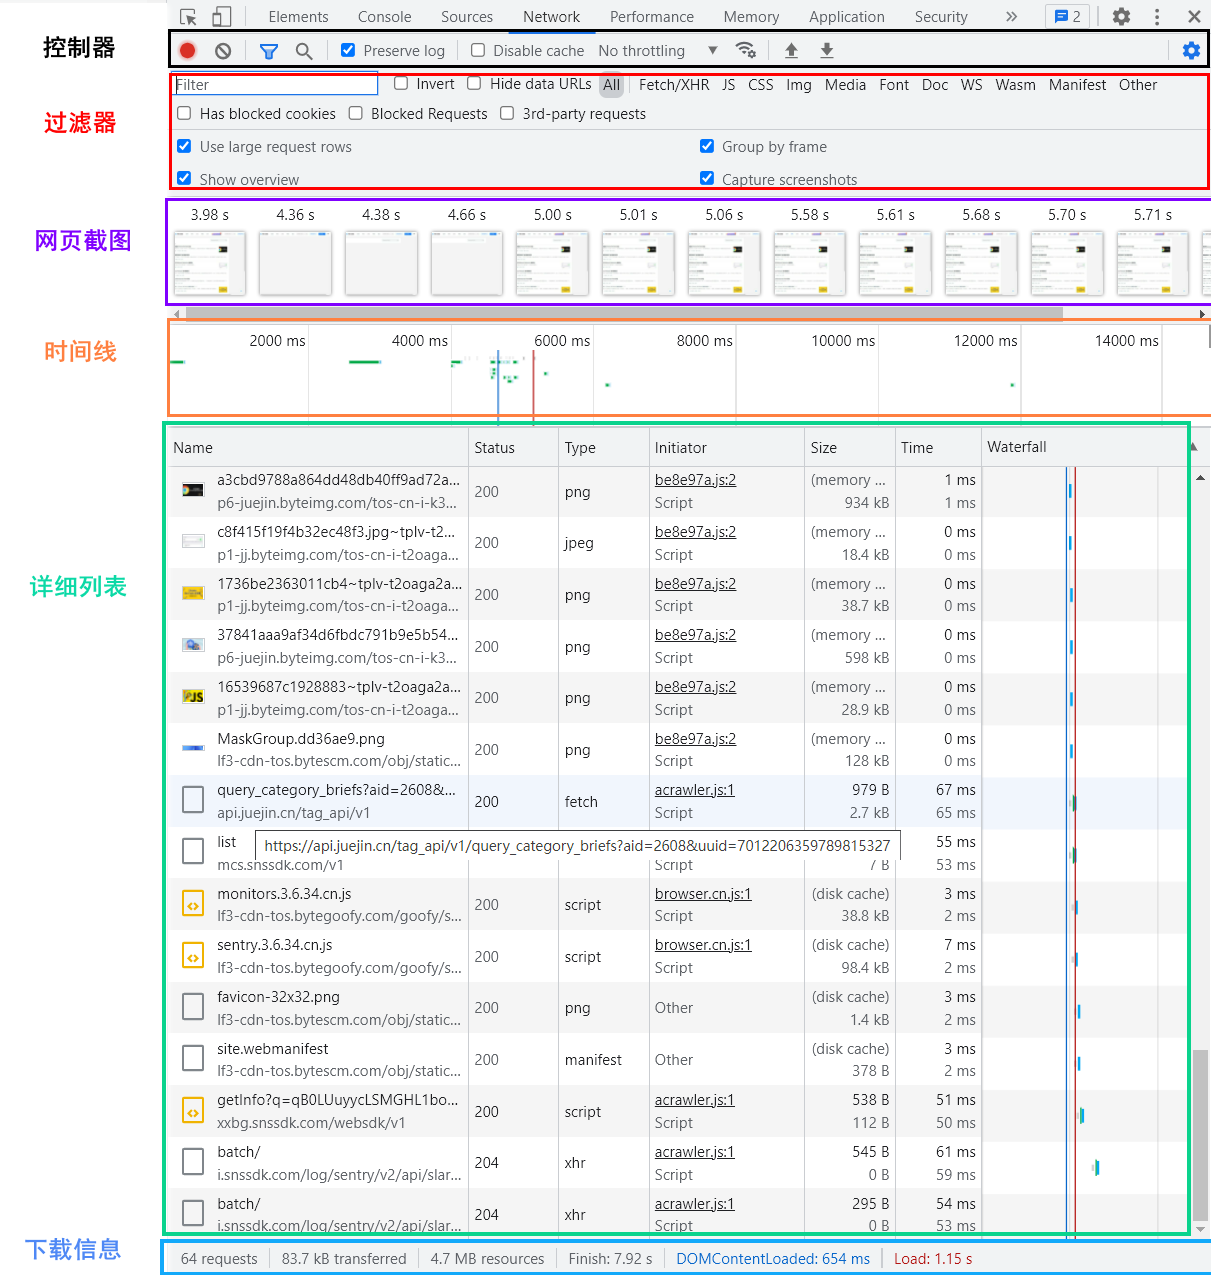 Elements Console Sources Network Performance Memory Application Security » 2
控制器
Preserve log Disable cache No throttling
Filter Invert Hide data URLs All Fetch/XHR JS CSS Img Media Font Doc WS Wasm Manifest Other
过滤器
Has blocked cookies Blocked Requests 3rd-party requests
Use large request rows Group by frame
Show overview Capture screenshots
网页截图
3.98 s 4.36 s 4.38 s 4.66 s 5.00 s 5.01 s 5.06 s 5.58 s 5.61 s 5.68 s 5.70 s 5.71 s
时间线
2000 ms 4000 ms 6000 ms 8000 ms 10000 ms 12000 ms 14000 ms
详细列表
Name Status Type Initiator Size Time Waterfall
a3cbd9788a864dd48db40ff9ad72a... 200 png be8e97a.js:2 (memory ... 1 ms
p6-juejin.byteimg.com/tos-cn-i-k3... Script 934 kB 1 ms
c8f415f19f4b32ec48f3.jpg~tplv-t2... 200 jpeg be8e97a.js:2 (memory ... 0 ms
p1-jj.byteimg.com/tos-cn-i-t2oaga... Script 18.4 kB 0 ms
1736be2363011cb4~tplv-t2oaga2a... 200 png be8e97a.js:2 (memory ... 0 ms
p1-jj.byteimg.com/tos-cn-i-t2oaga... Script 38.7 kB 0 ms
37841aaa9af34d6fbdc791b9e5b54... 200 png be8e97a.js:2 (memory ... 0 ms
p6-juejin.byteimg.com/tos-cn-i-k3... Script 598 kB 0 ms
16539687c1928883~tplv-t2oaga2a... 200 png be8e97a.js:2 (memory ... 0 ms
p1-jj.byteimg.com/tos-cn-i-t2oaga... Script 28.9 kB 0 ms
MaskGroup.dd36ae9.png 200 png be8e97a.js:2 (memory ... 0 ms
lf3-cdn-tos.bytescm.com/obj/static... Script 128 kB 0 ms
query_category_briefs?aid=2608&... 200 fetch acrawler.js:1 979 B 67 ms
api.juejin.cn/tag_api/v1 Script 2.7 kB 65 ms
list 55 ms
https://api.juejin.cn/tag_api/v1/query_category_briefs?aid=2608&uuid=7012206359789815327
mcs.snssdk.com/v1 Script 7 B 53 ms
monitors.3.6.34.cn.js 200 script browser.cn.js:1 (disk cache) 3 ms
lf3-cdn-tos.bytegoofy.com/goofy/s... Script 38.8 kB 2 ms
sentry.3.6.34.cn.js 200 script browser.cn.js:1 (disk cache) 7 ms
lf3-cdn-tos.bytegoofy.com/goofy/s... Script 98.4 kB 2 ms
favicon-32x32.png 200 png Other (disk cache) 3 ms
lf3-cdn-tos.bytescm.com/obj/static... 1.4 kB 2 ms
site.webmanifest 200 manifest Other (disk cache) 3 ms
lf3-cdn-tos.bytescm.com/obj/static... 378 B 2 ms
getInfo?q=qB0LUuyycLSMGHL1bo... 200 script acrawler.js:1 538 B 51 ms
xxbg.snssdk.com/websdk/v1 Script 112 B 50 ms
batch/ 204 xhr acrawler.js:1 545 B 61 ms
i.snssdk.com/log/sentry/v2/api/slar... Script 0 B 59 ms
batch/ 204 xhr acrawler.js:1 295 B 54 ms
i.snssdk.com/log/sentry/v2/api/slar... Script 0 B 53 ms
下载信息
64 requests 83.7 kB transferred 4.7 MB resources Finish: 7.92 s DOMContentLoaded: 654 ms Load: 1.15 s